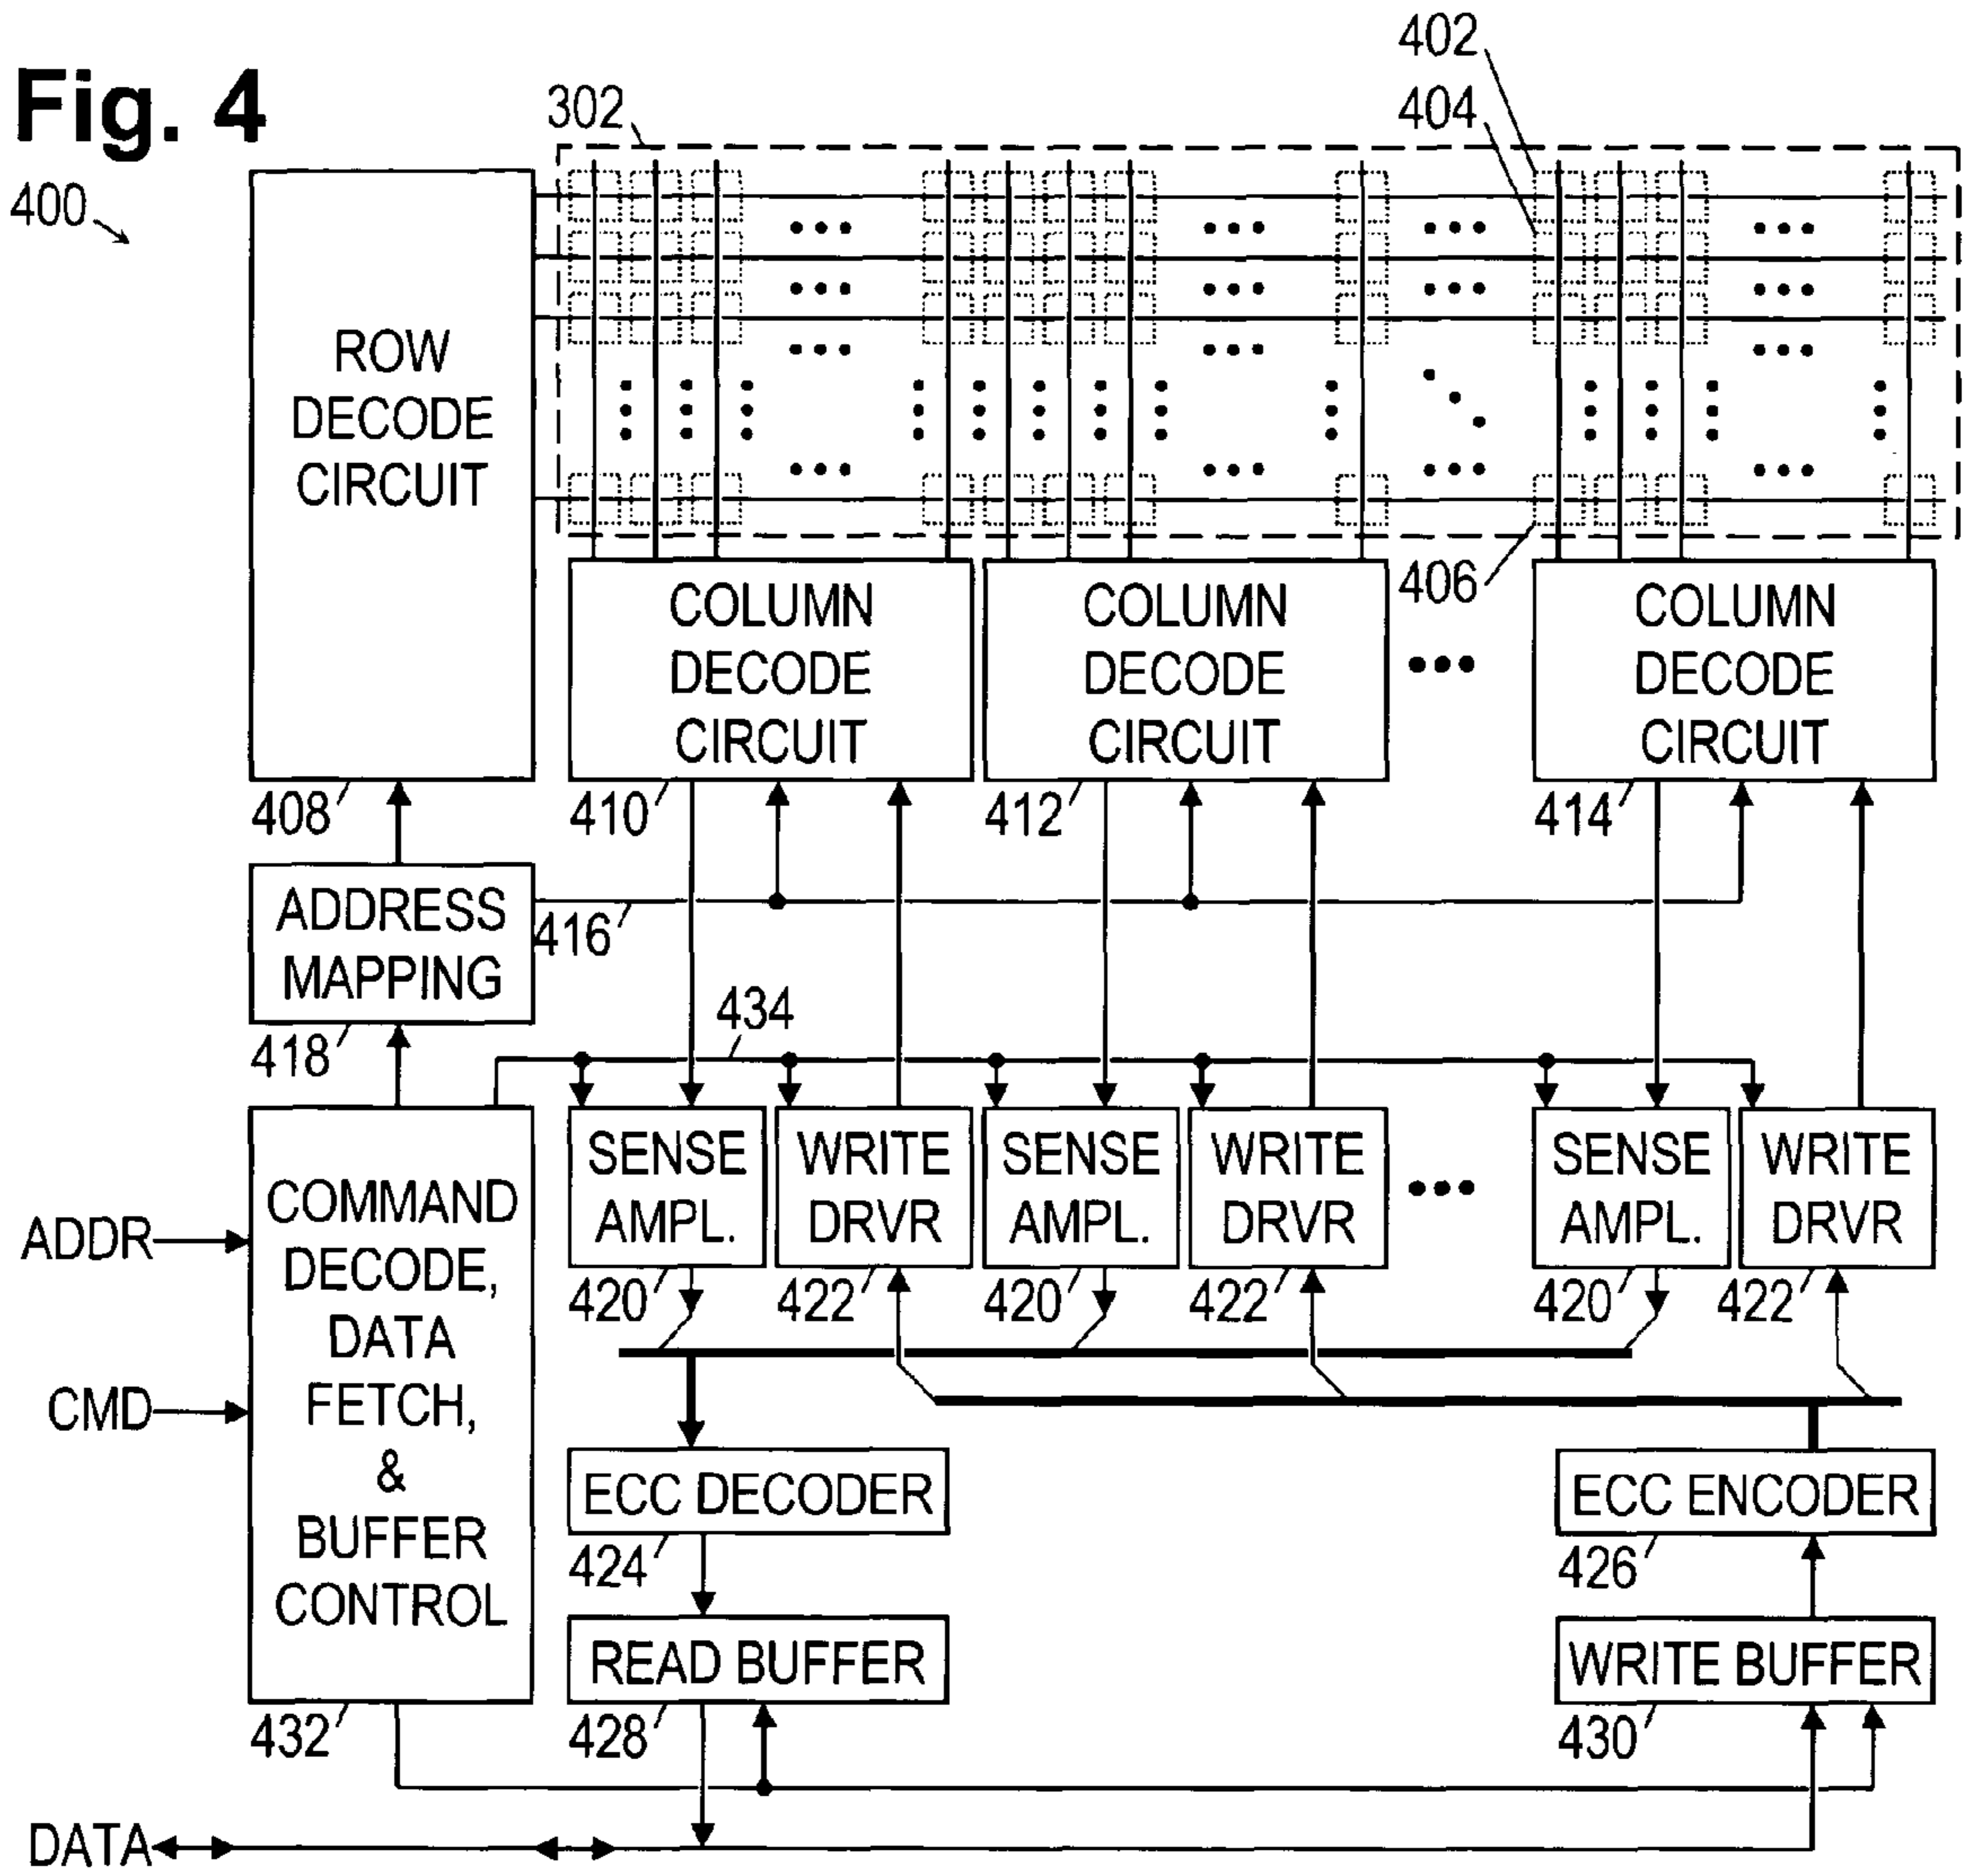 Fig. 4
400
302
402
404
406
ROW
DECODE
CIRCUIT
408
COLUMN
DECODE
CIRCUIT
410
COLUMN
DECODE
CIRCUIT
412
COLUMN
DECODE
CIRCUIT
414
ADDRESS
MAPPING
416
418
434
ADDR
CMD
DATA
COMMAND
DECODE,
DATA
FETCH,
&
BUFFER
CONTROL
432
SENSE
AMPL.
420
WRITE
DRVR
422
SENSE
AMPL.
420
WRITE
DRVR
422
SENSE
AMPL.
420
WRITE
DRVR
422
ECC DECODER
424
ECC ENCODER
426
READ BUFFER
428
WRITE BUFFER
430